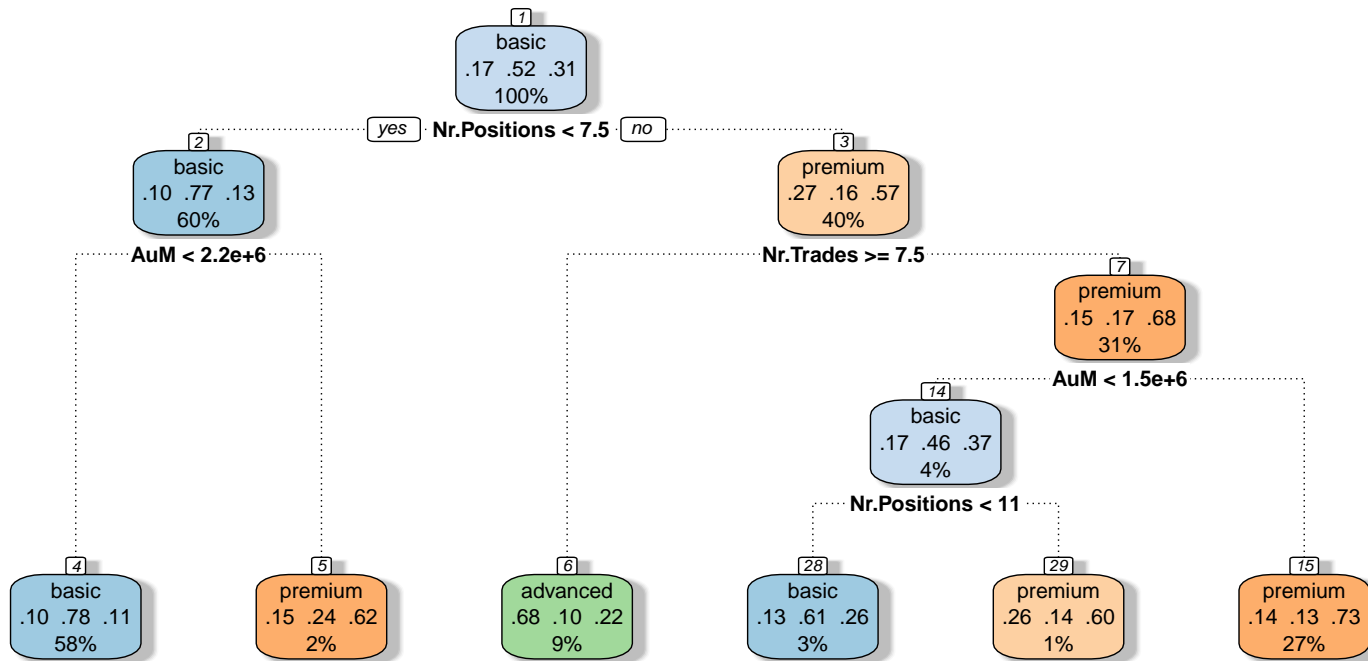 1
basic
.17 .52 .31
100%
yes Nr.Positions < 7.5 no
2
basic
.10 .77 .13
60%
3
premium
.27 .16 .57
40%
AuM < 2.2e+6
Nr.Trades >= 7.5
7
premium
.15 .17 .68
31%
AuM < 1.5e+6
14
basic
.17 .46 .37
4%
Nr.Positions < 11
4
basic
.10 .78 .11
58%
5
premium
.15 .24 .62
2%
6
advanced
.68 .10 .22
9%
28
basic
.13 .61 .26
3%
29
premium
.26 .14 .60
1%
15
premium
.14 .13 .73
27%